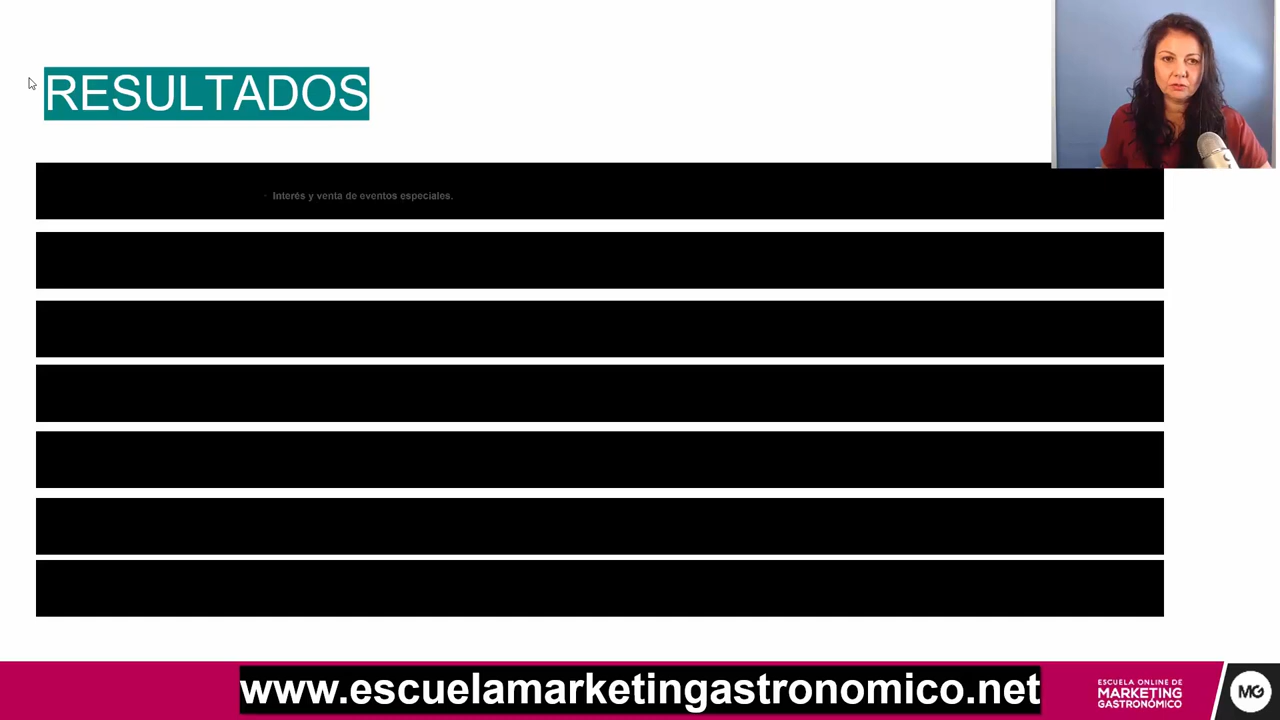 RESULTADOS
· Interés y venta de eventos especiales.
www.escuelamarketingastronomico.net
ESCUELA ONLINE DE
MARKETING
GASTRONÓMICO
MG